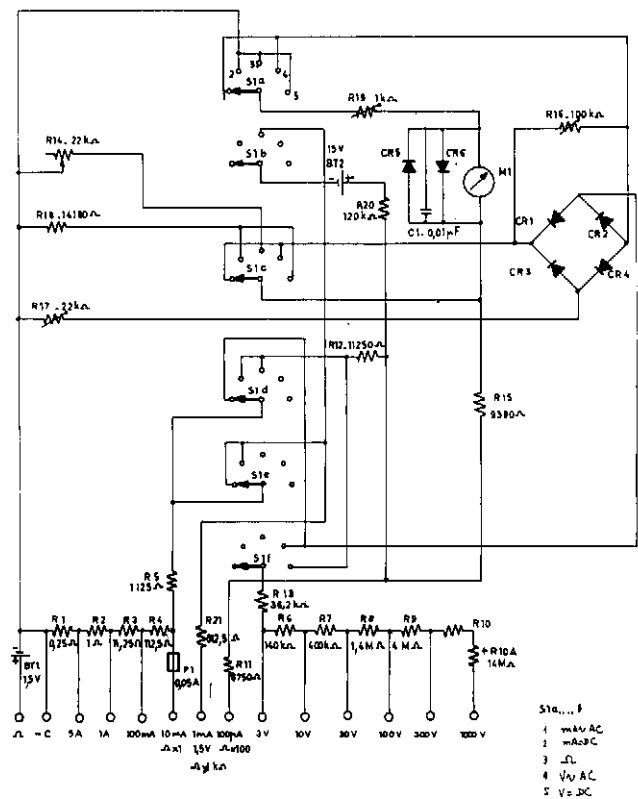 2 3p 4
S1a 5
R19 1kΩ
R16.100kΩ
R14.22kΩ
S1b
15V
BT2
CR5 CR6
M1
R20
120kΩ
C1.0,01µF
CR1 CR2
CR3 CR4
R18.14180Ω
S1c
R17.22kΩ
R12.11250Ω
S1d
R15
9380Ω
S1e
S1f
R5
1125Ω
R13
36,2kΩ
R1 R2 R3 R4
0,25Ω 1Ω 11,25Ω 112,5Ω
R21
R6 R7 R8 R9 R10
140kΩ 400kΩ 1,4MΩ 4MΩ
R10A
14MΩ
BT1
1,5V
F1
0,05A
R11
8750Ω
Ω =C 5A 1A 100mA 10mA 1mA 100µA 3V 10V 30V 100V 300V 1000V
Ωx1 1,5V Ωx100
S1a....F
1 mA∿ AC
2 mA=DC
3 Ω
4 V∿ AC
5 V= DC